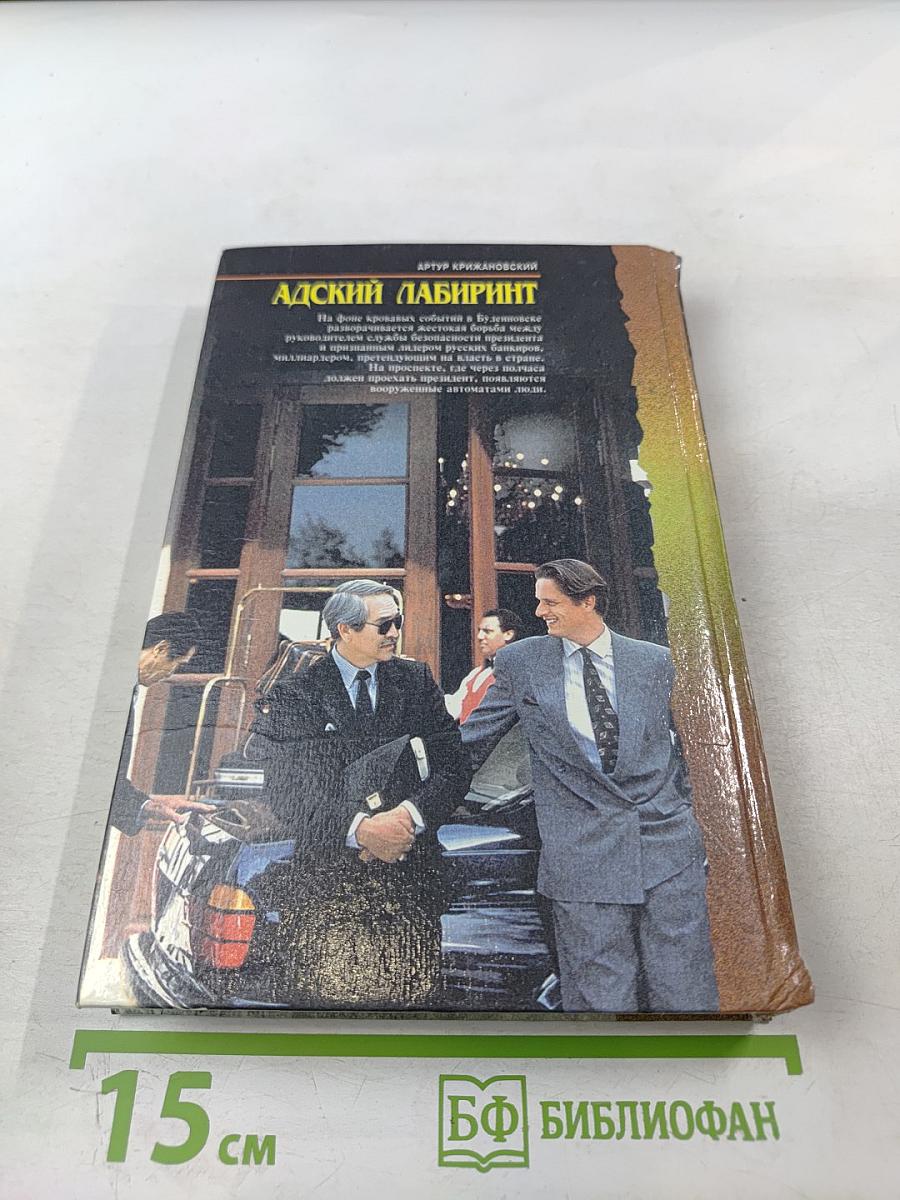 АРТУР КРИЖАНОВСКИЙ
АДСКИЙ ЛАБИРИНТ
На фоне кровавых событий в Буденновске
разворачивается жестокая борьба между
руководителем службы безопасности президента
и признанным лидером русских банкиров,
миллиардером, претендующим на власть в стране.
На проспекте, где через полчаса
должен проехать президент, появляются
вооруженные автоматами люди.
15 см
БФ БИБЛИОФАН